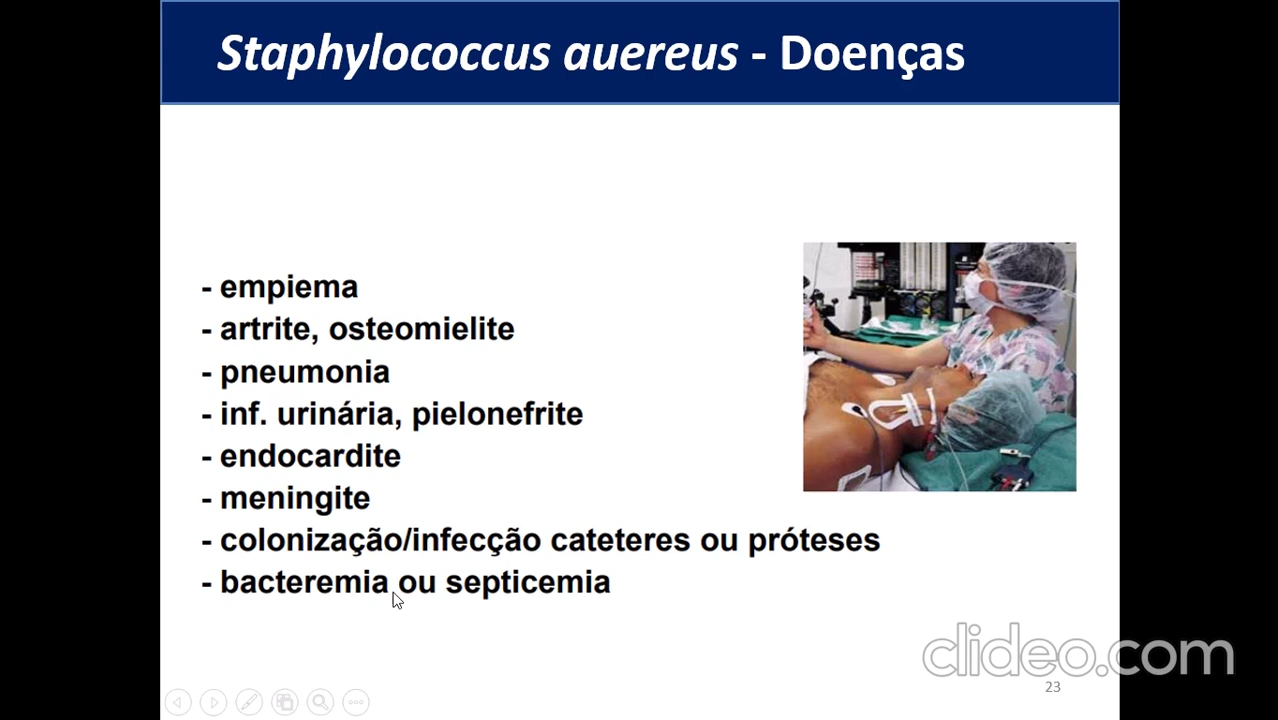 Staphylococcus auereus - Doenças
- empiema
- artrite, osteomielite
- pneumonia
- inf. urinária, pielonefrite
- endocardite
- meningite
- colonização/infecção cateteres ou próteses
- bacteremia ou septicemia
clideo.com
23